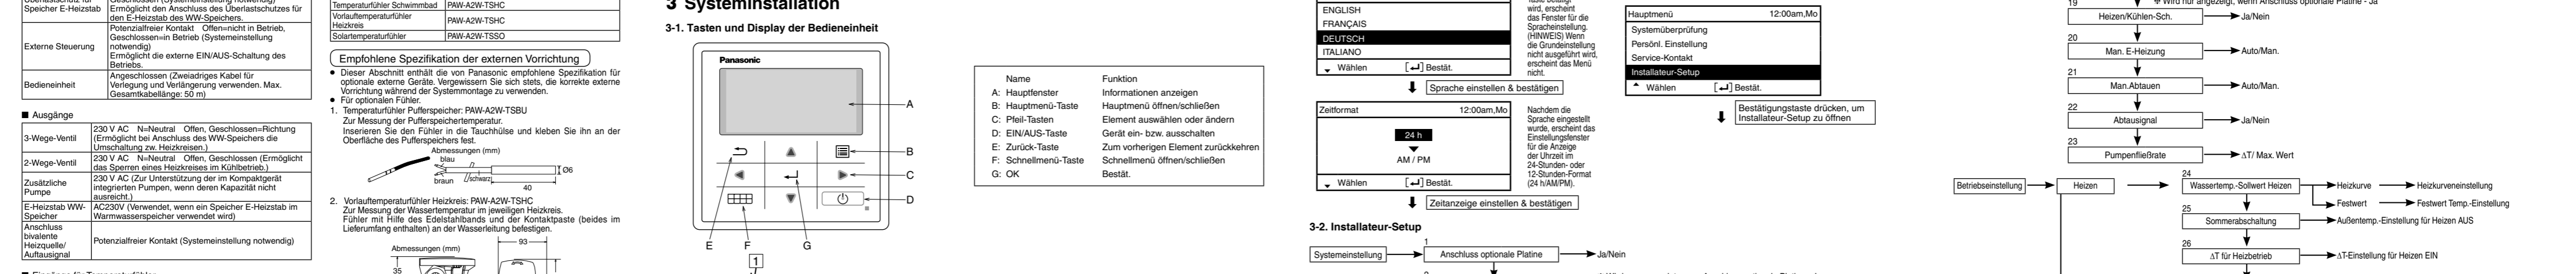 Speicher E-Heizstab
Ermöglicht den Anschluss des Überlastschutzes für
den E-Heizstab des WW-Speichers.
Externe Steuerung
Potenzialfreier Kontakt Offen=nicht in Betrieb,
Geschlossen=in Betrieb (Systemeinstellung
notwendig)
Ermöglicht die externe EIN/AUS-Schaltung des
Betriebs.
Bedieneinheit
Angeschlossen (Zweiadriges Kabel für
Verlegung und Verlängerung verwenden. Max.
Gesamtkabellänge: 50 m)
■ Ausgänge
3-Wege-Ventil
230 V AC N=Neutral Offen, Geschlossen=Richtung
(Ermöglicht bei Anschluss des WW-Speichers die
Umschaltung zw. Heizkreisen.)
2-Wege-Ventil
230 V AC N=Neutral Offen, Geschlossen (Ermöglicht
das Sperren eines Heizkreises im Kühlbetrieb.)
Zusätzliche
Pumpe
230 V AC (Zur Unterstützung der im Kompaktgerät
integrierten Pumpen, wenn deren Kapazität nicht
ausreicht.)
E-Heizstab WW-
Speicher
AC230V (Verwendet, wenn ein Speicher E-Heizstab im
Warmwasserspeicher verwendet wird)
Anschluss
bivalente
Heizquelle/
Auftausignal
Potenzialfreier Kontakt (Systemeinstellung notwendig)
Temperaturfühler Schwimmbad PAW-A2W-TSHC
Vorlauftemperaturfühler
Heizkreis
PAW-A2W-TSHC
Solartemperaturfühler PAW-A2W-TSSO
Empfohlene Spezifikation der externen Vorrichtung
● Dieser Abschnitt enthält die von Panasonic empfohlene Spezifikation für
optionale externe Geräte. Vergewissern Sie sich stets, die korrekte externe
Vorrichtung während der Systemmontage zu verwenden.
● Für optionalen Fühler.
1. Temperaturfühler Pufferspeicher: PAW-A2W-TSBU
Zur Messung der Pufferspeichertemperatur.
Inserieren Sie den Fühler in die Tauchhülse und kleben Sie ihn an der
Oberfläche des Pufferspeichers fest.
Abmessungen (mm)
blau
braun
schwarz
Ø6
40
2. Vorlauftemperaturfühler Heizkreis: PAW-A2W-TSHC
Zur Messung der Wassertemperatur im jeweiligen Heizkreis.
Fühler mit Hilfe des Edelstahlbands und der Kontaktpaste (beides im
Lieferumfang enthalten) an der Wasserleitung befestigen.
Abmessungen (mm)
93
35
3 Systeminstallation
3-1. Tasten und Display der Bedieneinheit
Panasonic
A
B
C
D
E
F
G
1
Name Funktion
A: Hauptfenster Informationen anzeigen
B: Hauptmenü-Taste Hauptmenü öffnen/schließen
C: Pfeil-Tasten Element auswählen oder ändern
D: EIN/AUS-Taste Gerät ein- bzw. ausschalten
E: Zurück-Taste Zum vorherigen Element zurückkehren
F: Schnellmenü-Taste Schnellmenü öffnen/schließen
G: OK Bestät.
ENGLISH
FRANÇAIS
DEUTSCH
ITALIANO
Wählen [↵] Bestät.
wird, erscheint
das Fenster für die
Spracheinstellung.
(HINWEIS) Wenn
die Grundeinstellung
nicht ausgeführt wird,
erscheint das Menü
nicht.
Sprache einstellen & bestätigen
Zeitformat 12:00am,Mo
24 h
AM / PM
Wählen [↵] Bestät.
Nachdem die
Sprache eingestellt
wurde, erscheint das
Einstellungsfenster
für die Anzeige
der Uhrzeit im
24-Stunden- oder
12-Stunden-Format
(24 h/AM/PM).
Zeitanzeige einstellen & bestätigen
3-2. Installateur-Setup
Systemeinstellung
1
Anschluss optionale Platine
Ja/Nein
Hauptmenü 12:00am,Mo
Systemüberprüfung
Persönl. Einstellung
Service-Kontakt
Installateur-Setup
Wählen [↵] Bestät.
Bestätigungstaste drücken, um
Installateur-Setup zu öffnen
19
Heizen/Kühlen-Sch. Ja/Nein
20
Man. E-Heizung Auto/Man.
21
Man.Abtauen Auto/Man.
22
Abtausignal Ja/Nein
23
Pumpenfließrate ΔT/ Max. Wert
Betriebseinstellung Heizen
24
Wassertemp.-Sollwert Heizen Heizkurve Heizkurveneinstellung
Festwert Festwert Temp.-Einstellung
25
Sommerabschaltung Außentemp.-Einstellung für Heizen AUS
26
ΔT für Heizbetrieb ΔT-Einstellung für Heizen EIN